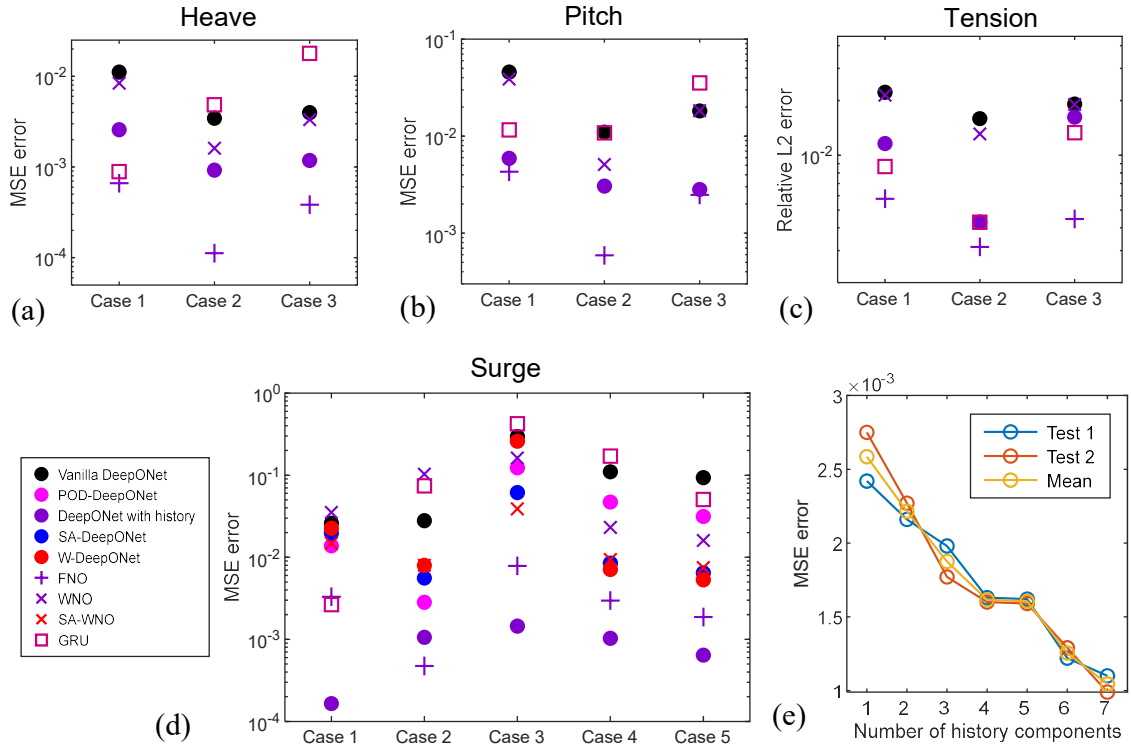 Heave
MSE error
10^-2
10^-3
10^-4
Case 1 Case 2 Case 3
(a)
Pitch
MSE error
10^-1
10^-2
10^-3
Case 1 Case 2 Case 3
(b)
Tension
Relative L2 error
10^-2
Case 1 Case 2 Case 3
(c)
Vanilla DeepONet
POD-DeepONet
DeepONet with history
SA-DeepONet
W-DeepONet
FNO
WNO
SA-WNO
GRU
Surge
MSE error
10^0
10^-1
10^-2
10^-3
10^-4
Case 1 Case 2 Case 3 Case 4 Case 5
(d)
×10^-3
MSE error
3
2.5
2
1.5
1
Test 1
Test 2
Mean
1 2 3 4 5 6 7
Number of history components
(e)